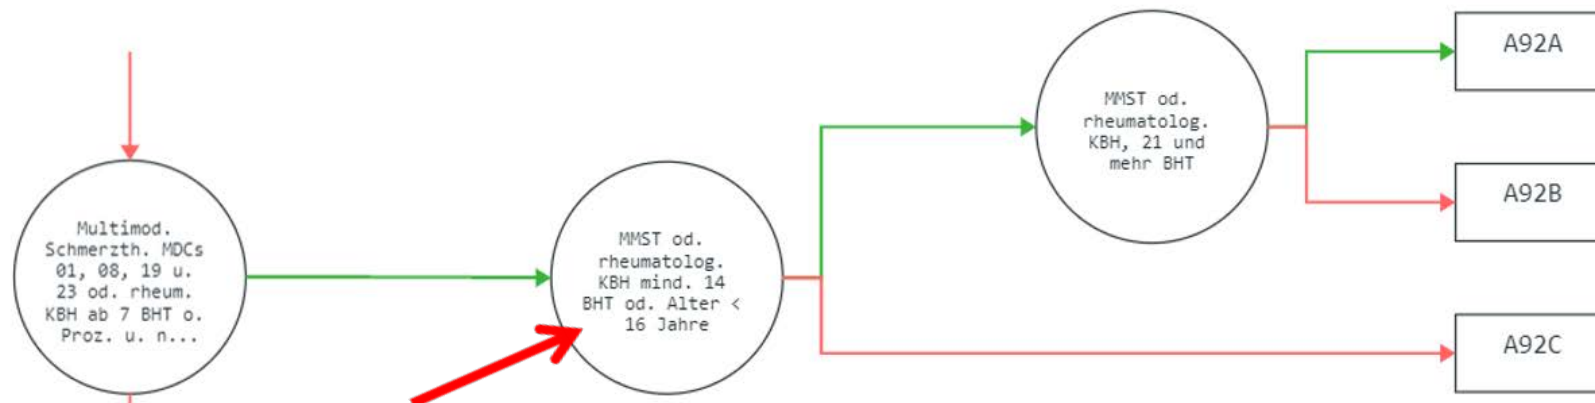 Multimod.
Schmerzth. MDCs
01, 08, 19 u.
23 od. rheum.
KBH ab 7 BHT o.
Proz. u. n...
MMST od.
rheumatolog.
KBH mind. 14
BHT od. Alter <
16 Jahre
MMST od.
rheumatolog.
KBH, 21 und
mehr BHT
A92A
A92B
A92C